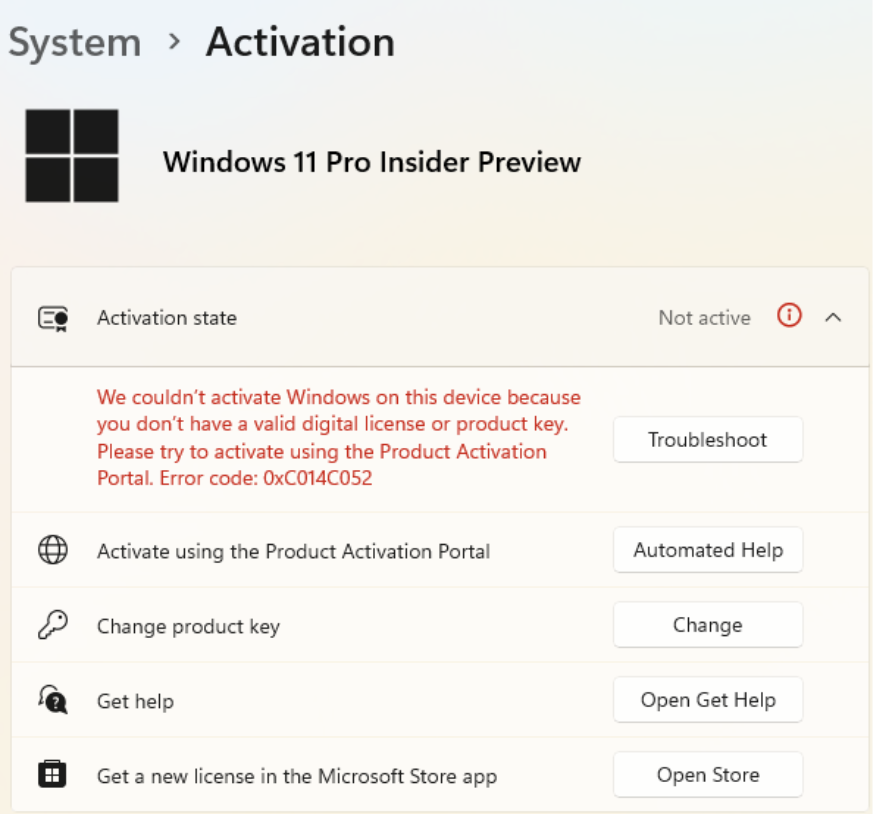 System > Activation
Windows 11 Pro Insider Preview
Activation state Not active
We couldn't activate Windows on this device because
you don't have a valid digital license or product key.
Please try to activate using the Product Activation
Portal. Error code: 0xC014C052
Troubleshoot
Activate using the Product Activation Portal Automated Help
Change product key Change
Get help Open Get Help
Get a new license in the Microsoft Store app Open Store